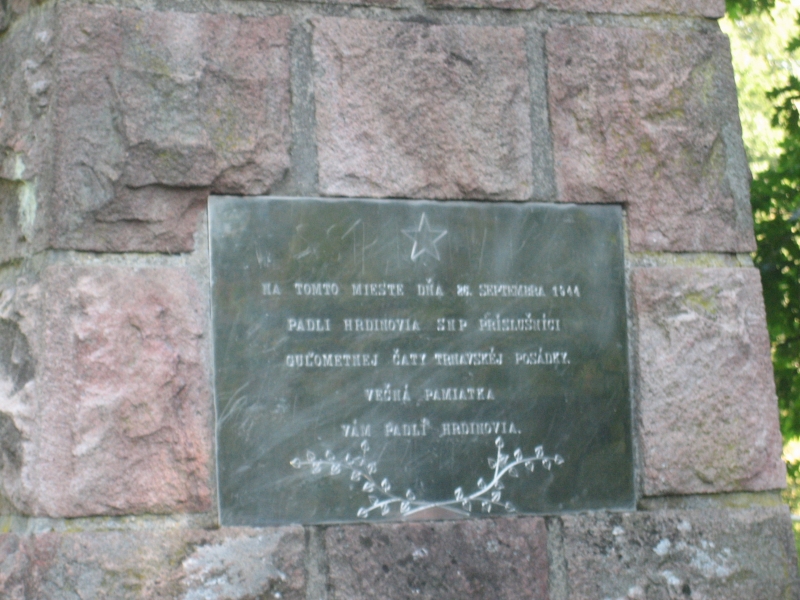 NA TOMTO MIESTE DŇA 26. SEPTEMBRA 1944
PADLI HRDINOVIA SNP PRÍSLUŠNÍCI
GUĽOMETNEJ ČATY TRNAVSKÉJ POSÁDKY.
VEČNÁ PAMIATKA
VÁM PADLÍ HRDINOVIA.